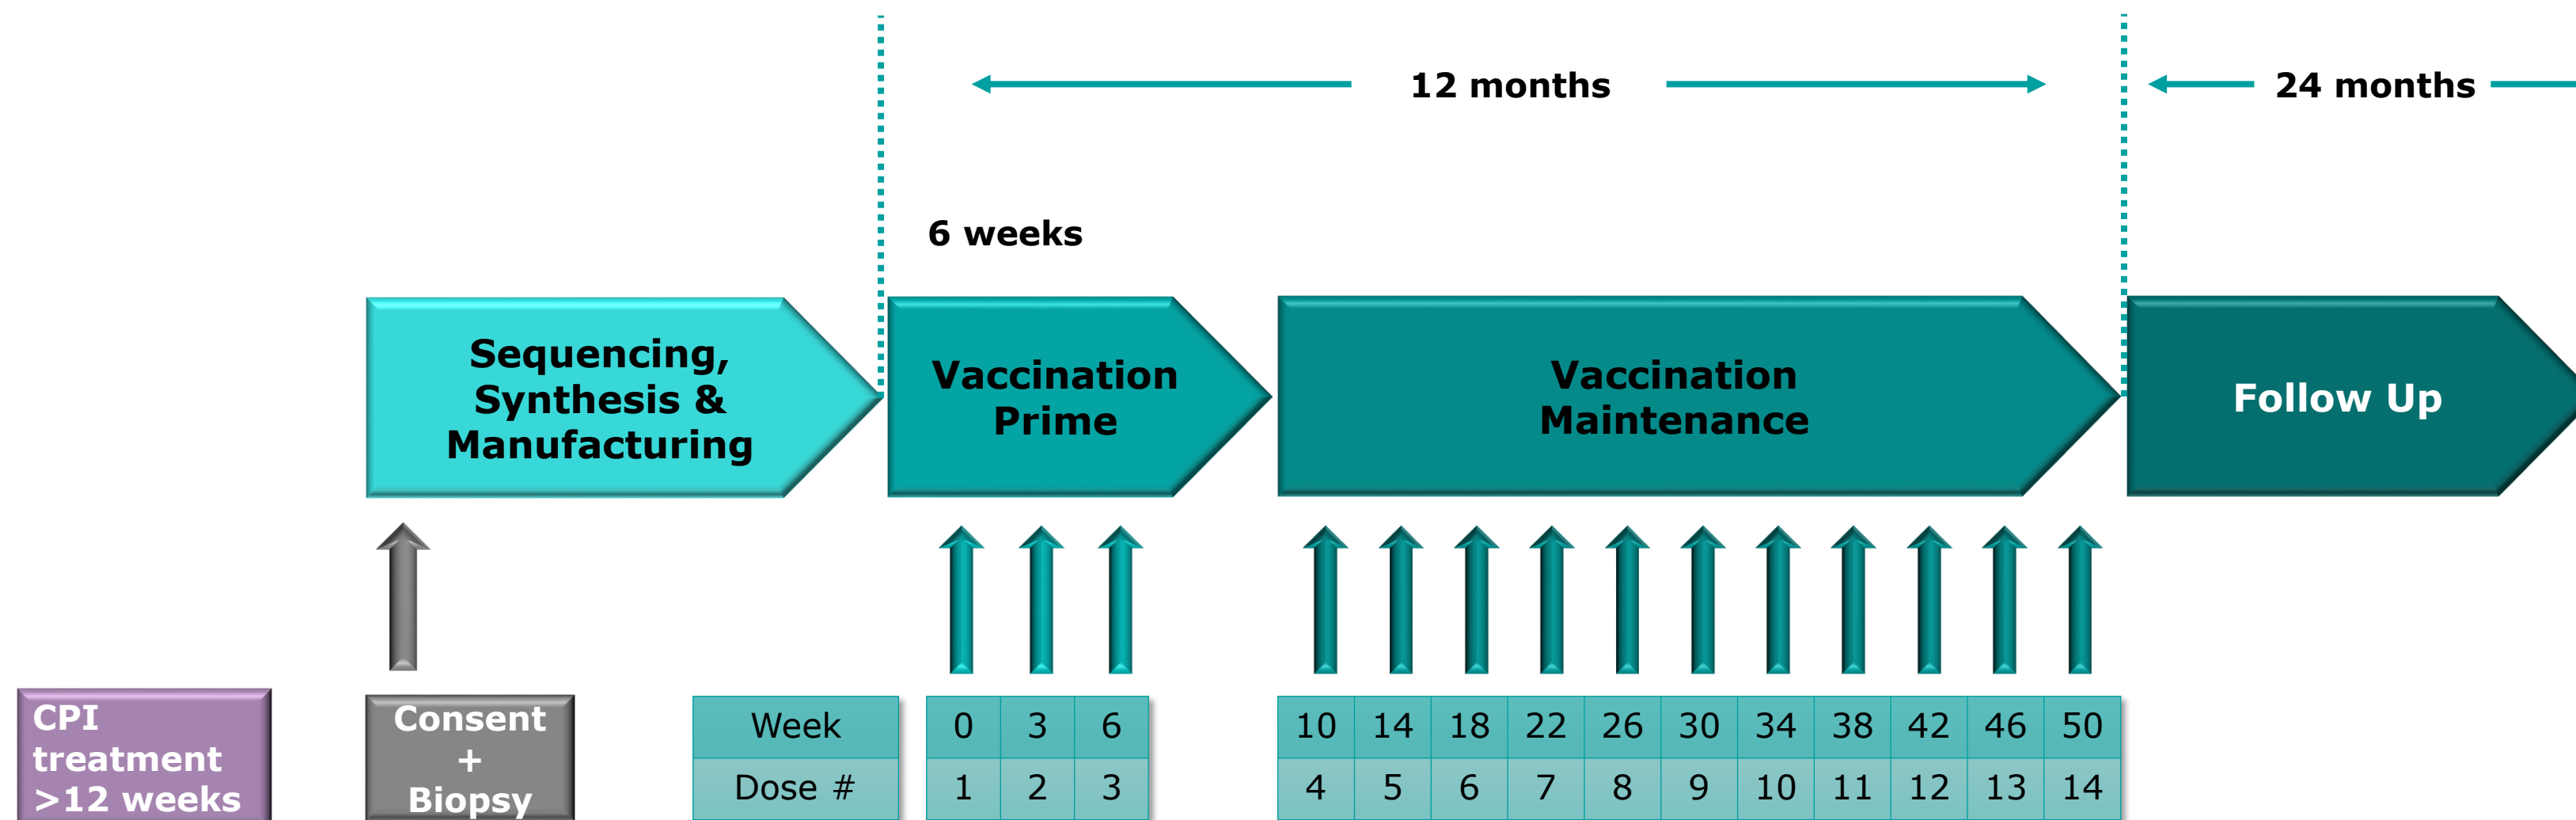 12 months
24 months
6 weeks
Sequencing,
Synthesis &
Manufacturing
Vaccination
Prime
Vaccination
Maintenance
Follow Up
CPI
treatment
>12 weeks
Consent
+
Biopsy
Week 0 3 6 10 14 18 22 26 30 34 38 42 46 50
Dose # 1 2 3 4 5 6 7 8 9 10 11 12 13 14